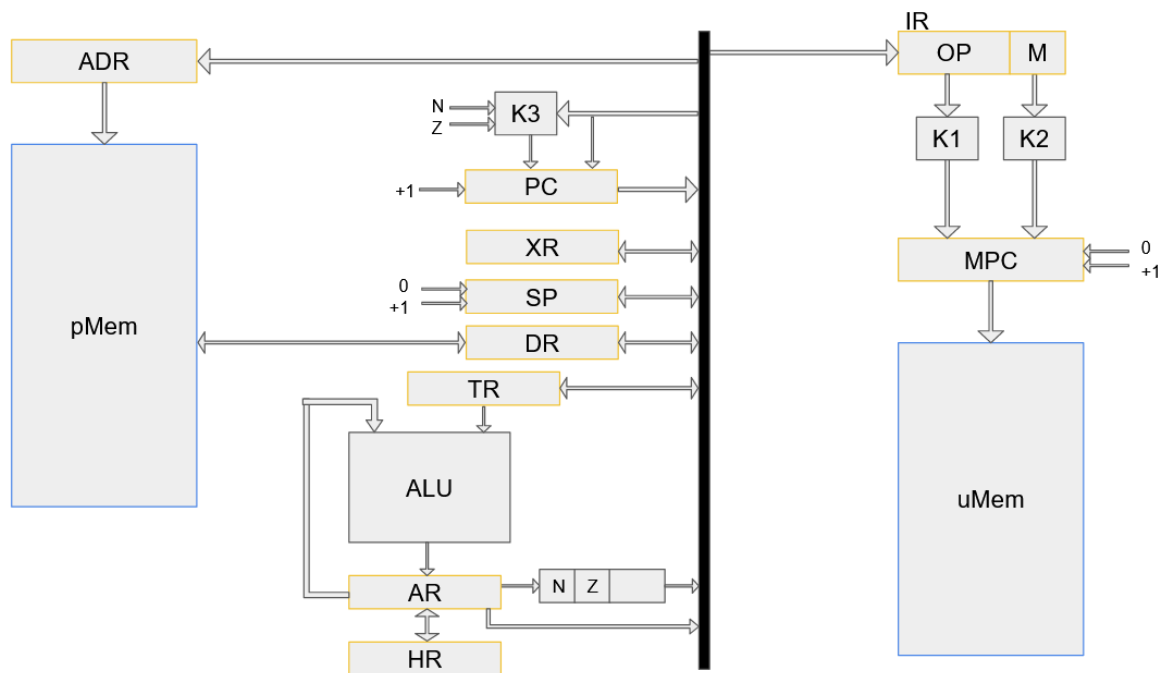 IR
ADR
OP M
N
Z
K3
K1
K2
+1
PC
XR
MPC
0
+1
0
+1
SP
pMem
DR
TR
ALU
uMem
AR
N Z
HR